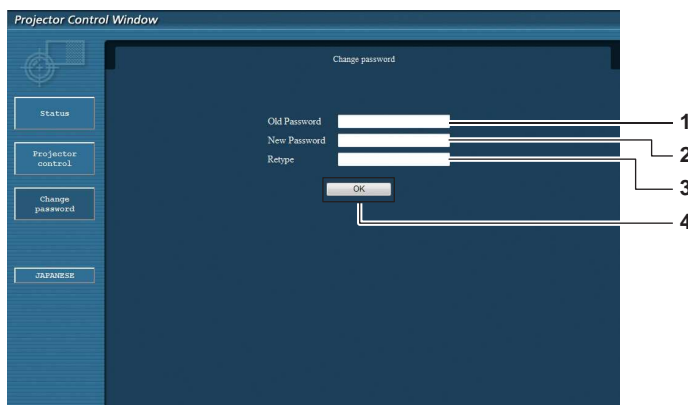 Projector Control Window
Change password
Status
Projector
control
Change
password
JAPANESE
Old Password
New Password
Retype
OK
1
2
3
4